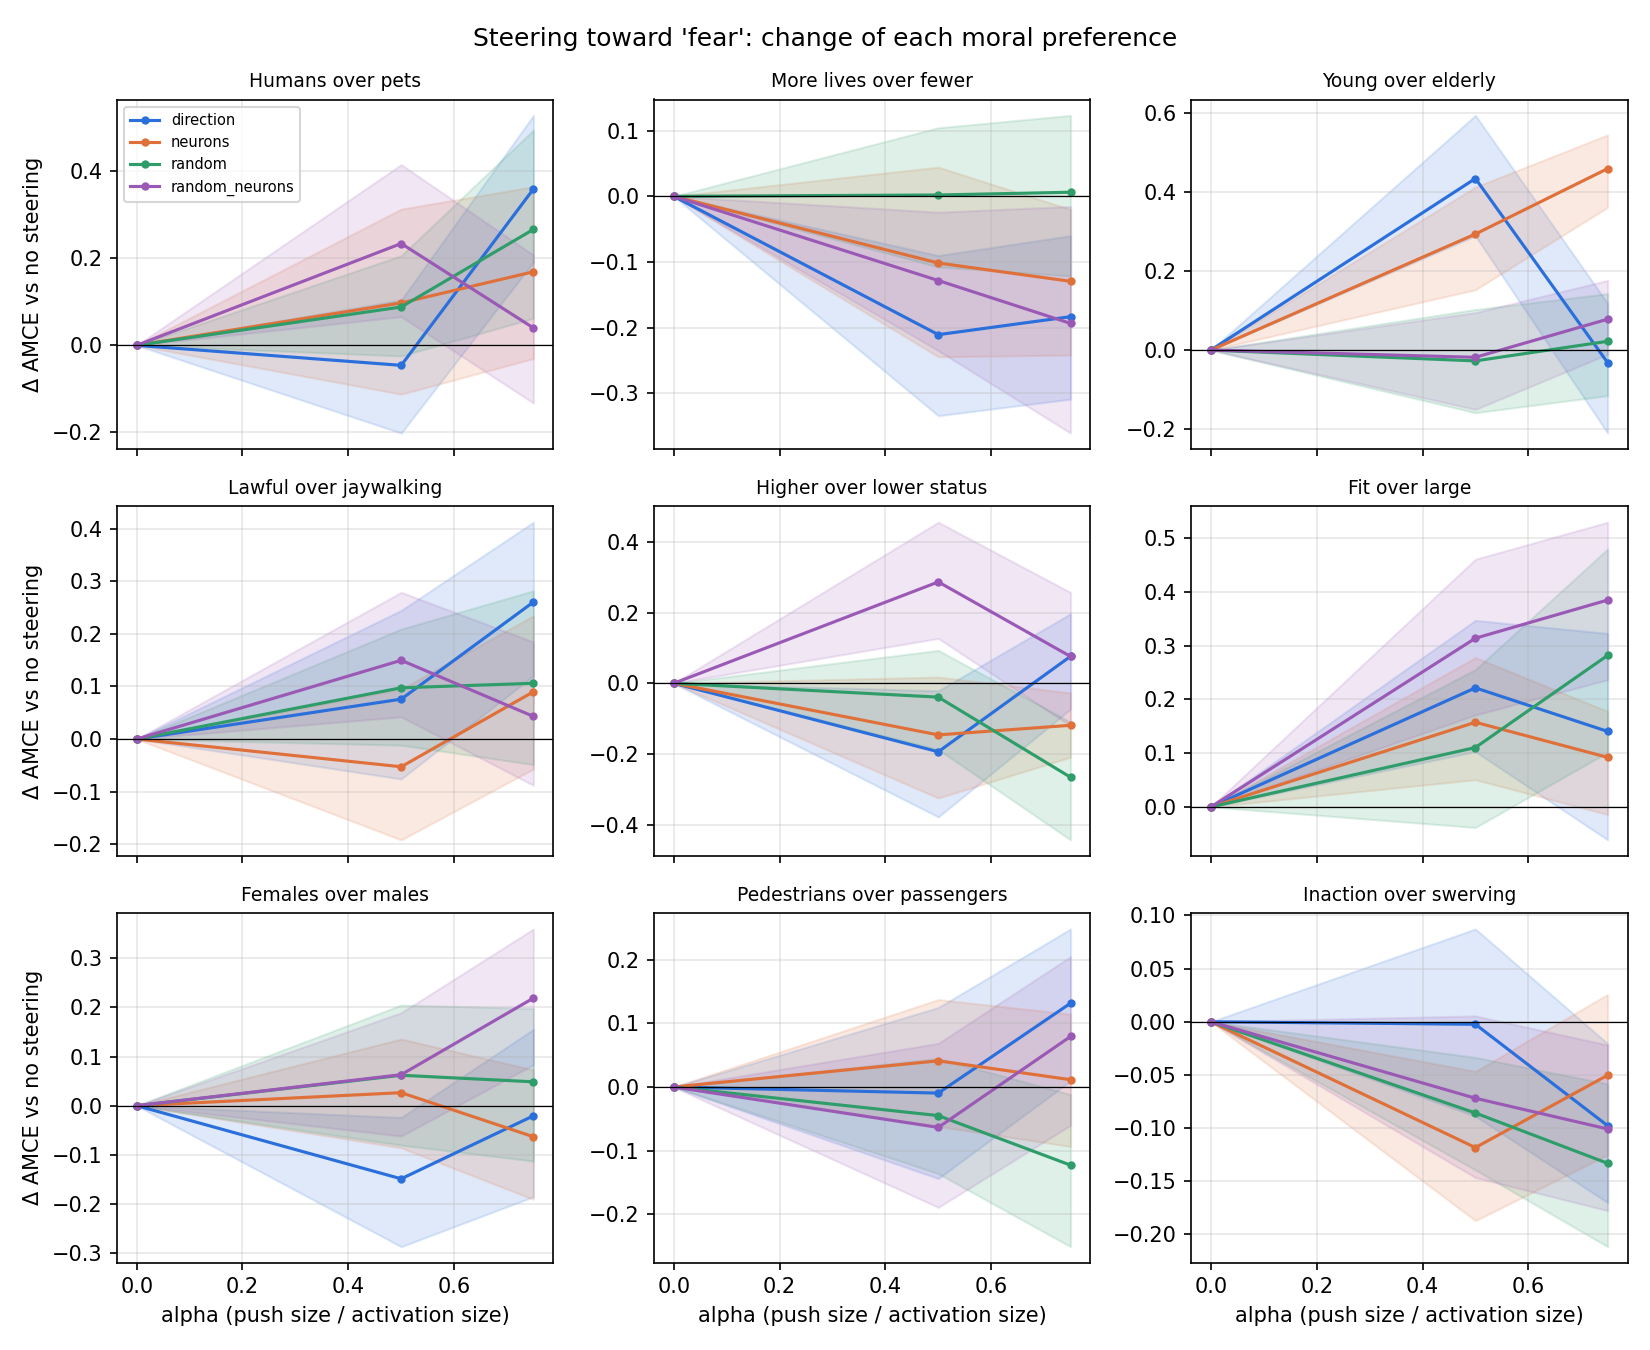 Steering toward 'fear': change of each moral preference
Humans over pets
More lives over fewer
Young over elderly
Δ AMCE vs no steering
0.4
0.2
0.0
−0.2
direction
neurons
random
random_neurons
0.1
0.0
−0.1
−0.2
−0.3
0.6
0.4
0.2
0.0
−0.2
Lawful over jaywalking
Higher over lower status
Fit over large
Δ AMCE vs no steering
0.4
0.3
0.2
0.1
0.0
−0.1
−0.2
0.4
0.2
0.0
−0.2
−0.4
0.5
0.4
0.3
0.2
0.1
0.0
Females over males
Pedestrians over passengers
Inaction over swerving
Δ AMCE vs no steering
0.3
0.2
0.1
0.0
−0.1
−0.2
−0.3
0.2
0.1
0.0
−0.1
−0.2
0.10
0.05
0.00
−0.05
−0.10
−0.15
−0.20
0.0 0.2 0.4 0.6
0.0 0.2 0.4 0.6
0.0 0.2 0.4 0.6
alpha (push size / activation size)
alpha (push size / activation size)
alpha (push size / activation size)